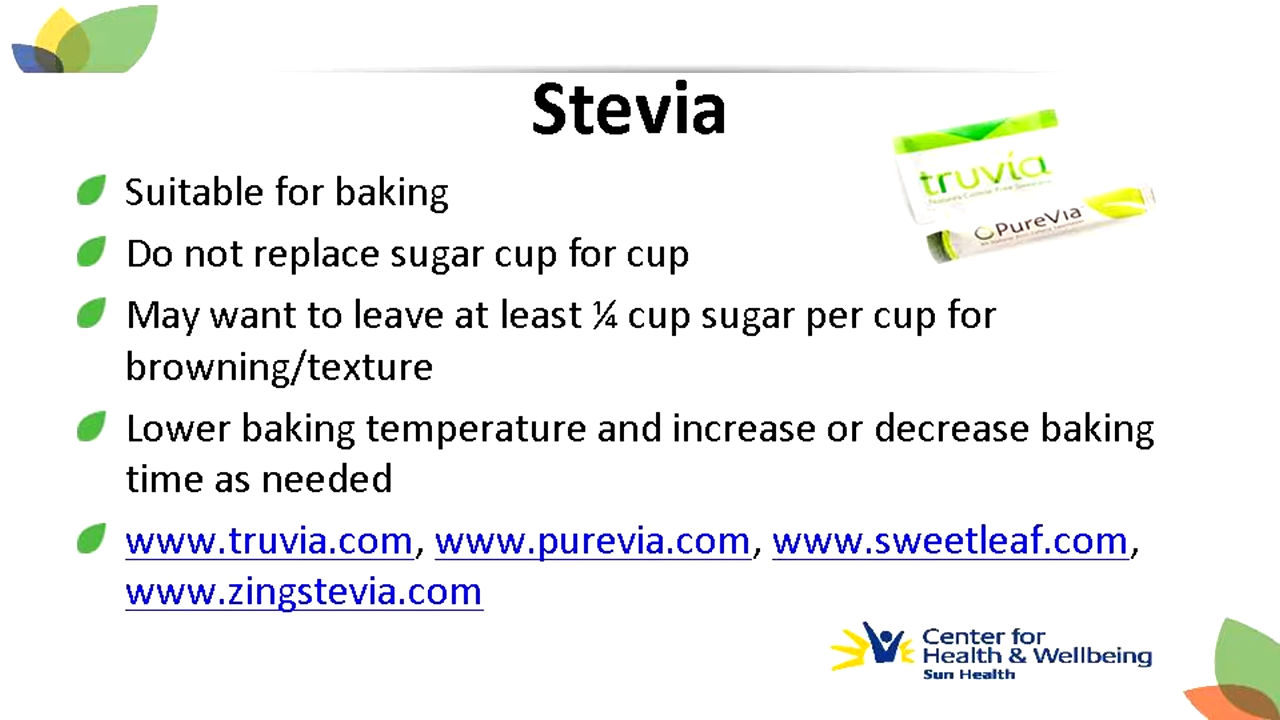 Stevia
truvia
PureVia
Suitable for baking
Do not replace sugar cup for cup
May want to leave at least ¼ cup sugar per cup for
browning/texture
Lower baking temperature and increase or decrease baking
time as needed
www.truvia.com, www.purevia.com, www.sweetleaf.com,
www.zingstevia.com
Center for
Health & Wellbeing
Sun Health